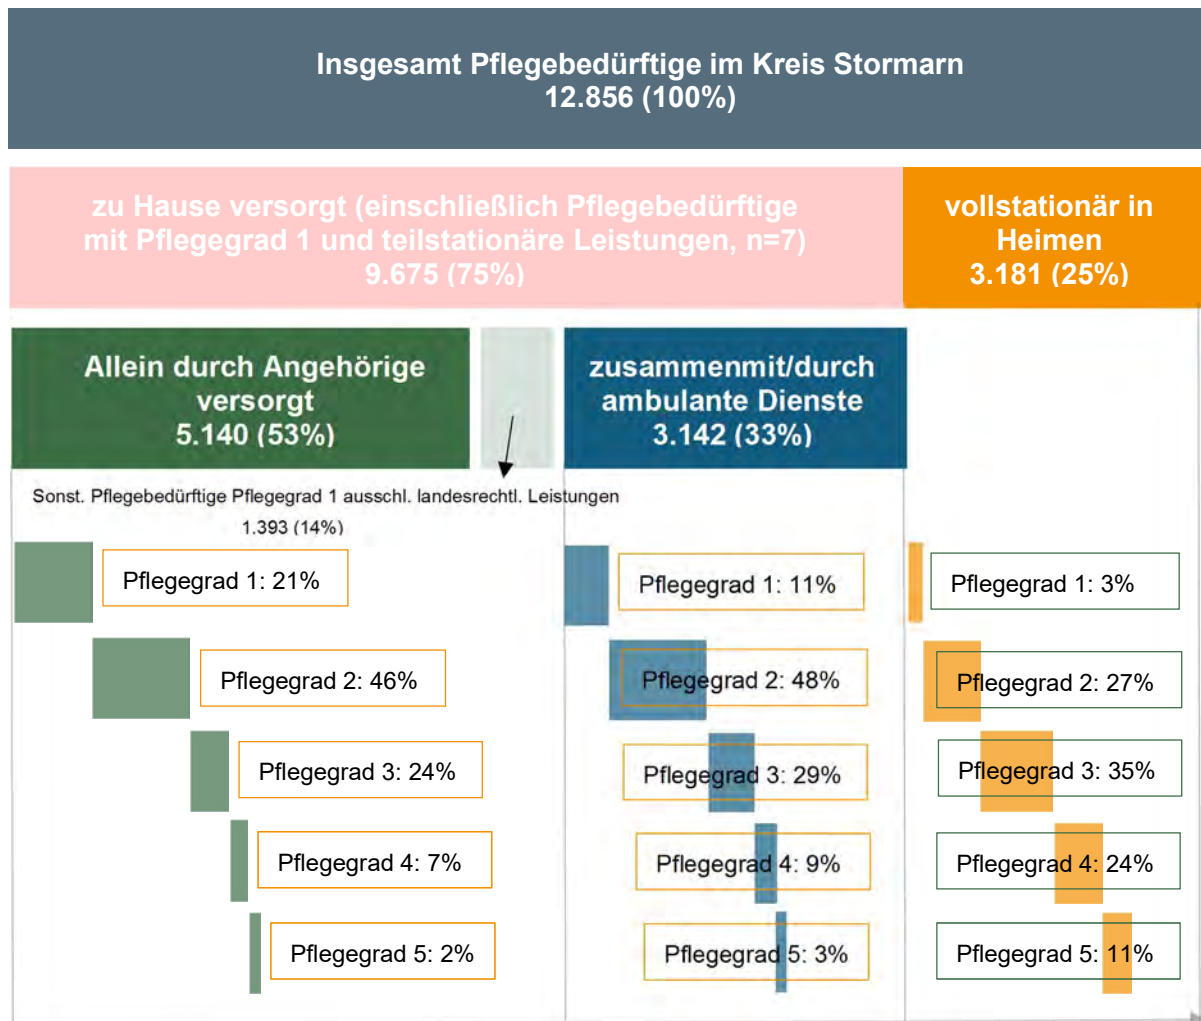 Insgesamt Pflegebedürftige im Kreis Stormarn
12.856 (100%)
zu Hause versorgt (einschließlich Pflegebedürftige
mit Pflegegrad 1 und teilstationäre Leistungen, n=7)
9.675 (75%)
vollstationär in
Heimen
3.181 (25%)
Allein durch Angehörige
versorgt
5.140 (53%)
zusammenmit/durch
ambulante Dienste
3.142 (33%)
Sonst. Pflegebedürftige Pflegegrad 1 ausschl. landesrechtl. Leistungen
1.393 (14%)
Pflegegrad 1: 21%
Pflegegrad 2: 46%
Pflegegrad 3: 24%
Pflegegrad 4: 7%
Pflegegrad 5: 2%
Pflegegrad 1: 11%
Pflegegrad 2: 48%
Pflegegrad 3: 29%
Pflegegrad 4: 9%
Pflegegrad 5: 3%
Pflegegrad 1: 3%
Pflegegrad 2: 27%
Pflegegrad 3: 35%
Pflegegrad 4: 24%
Pflegegrad 5: 11%